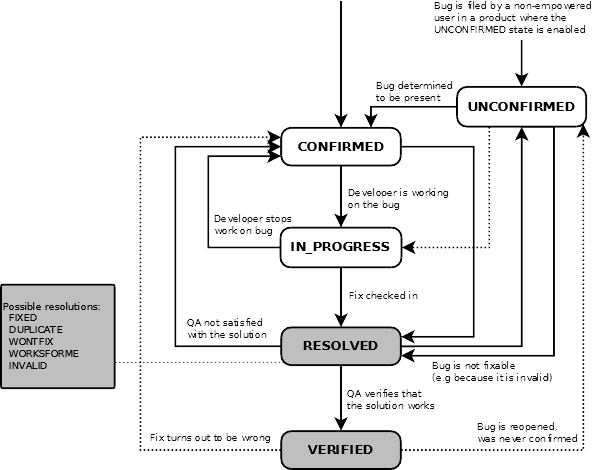 Bug is filed by a non-empowered
user in a product where the
UNCONFIRMED state is enabled
Bug determined
to be present
UNCONFIRMED
CONFIRMED
Developer is working
on the bug
Developer stops
work on bug
IN_PROGRESS
Fix checked in
Possible resolutions:
FIXED
DUPLICATE
WONTFIX
WORKSFORME
INVALID
QA not satisfied
with the solution
RESOLVED
Bug is not fixable
(e.g because it is invalid)
QA verifies that
the solution works
Fix turns out to be wrong
VERIFIED
Bug is reopened,
was never confirmed